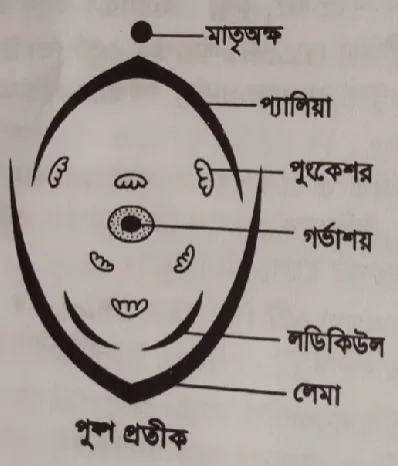 মাতৃঅক্ষ
প্যালিয়া
পুংকেশর
গর্ভাশয়
লডিকিউল
লেমা
পুষ্প প্রতীক